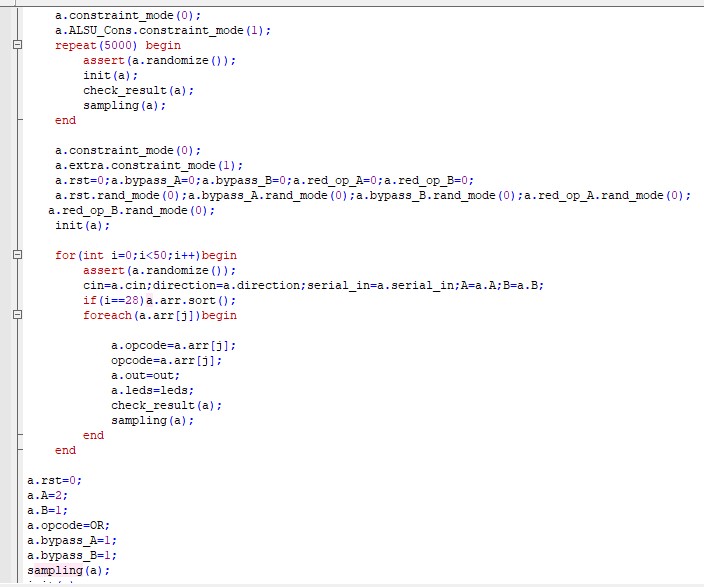 a.constraint_mode(0);
a.ALSU_Cons.constraint_mode(1);
repeat(5000) begin
assert(a.randomize());
init(a);
check_result(a);
sampling(a);
end
a.constraint_mode(0);
a.extra.constraint_mode(1);
a.rst=0;a.bypass_A=0;a.bypass_B=0;a.red_op_A=0;a.red_op_B=0;
a.rst.rand_mode(0);a.bypass_A.rand_mode(0);a.bypass_B.rand_mode(0);a.red_op_A.rand_mode(0);
a.red_op_B.rand_mode(0);
init(a);
for(int i=0;i<50;i++)begin
assert(a.randomize());
cin=a.cin;direction=a.direction;serial_in=a.serial_in;A=a.A;B=a.B;
if(i==28)a.arr.sort();
foreach(a.arr[j])begin
a.opcode=a.arr[j];
opcode=a.arr[j];
a.out=out;
a.leds=leds;
check_result(a);
sampling(a);
end
end
a.rst=0;
a.A=2;
a.B=1;
a.opcode=OR;
a.bypass_A=1;
a.bypass_B=1;
sampling(a);